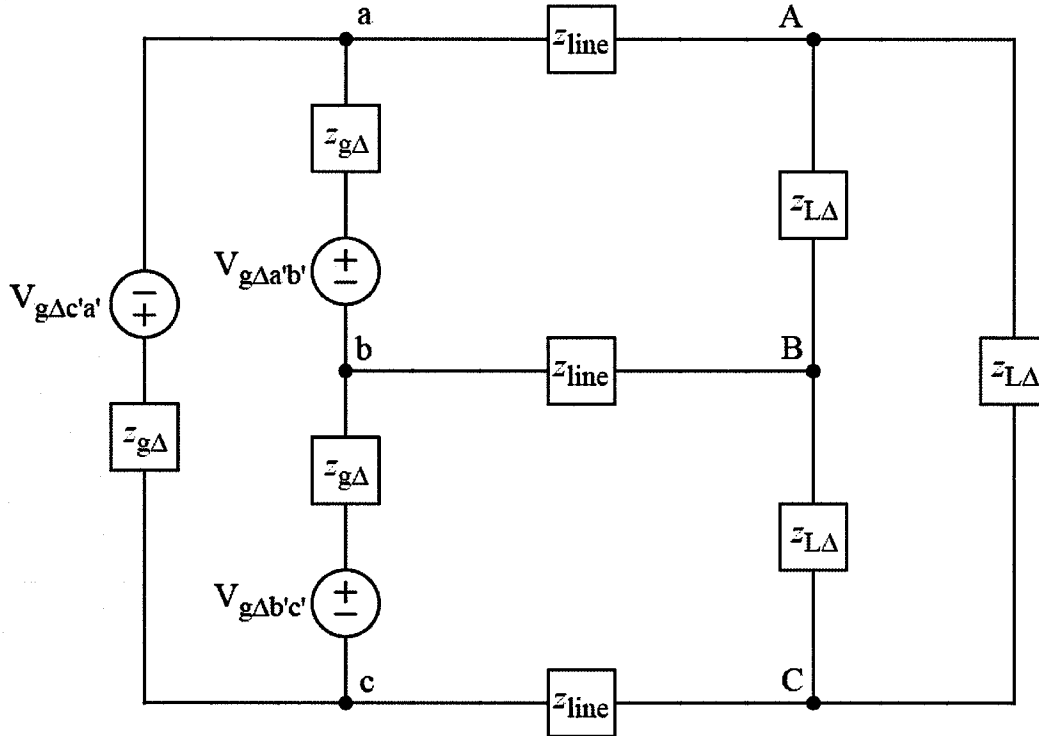 a
A
z_line
z_gΔ
z_LΔ
V_gΔc'a'
+
−
V_gΔa'b'
−
+
b
B
z_line
z_LΔ
z_gΔ
z_gΔ
z_LΔ
V_gΔb'c'
+
−
c
C
z_line